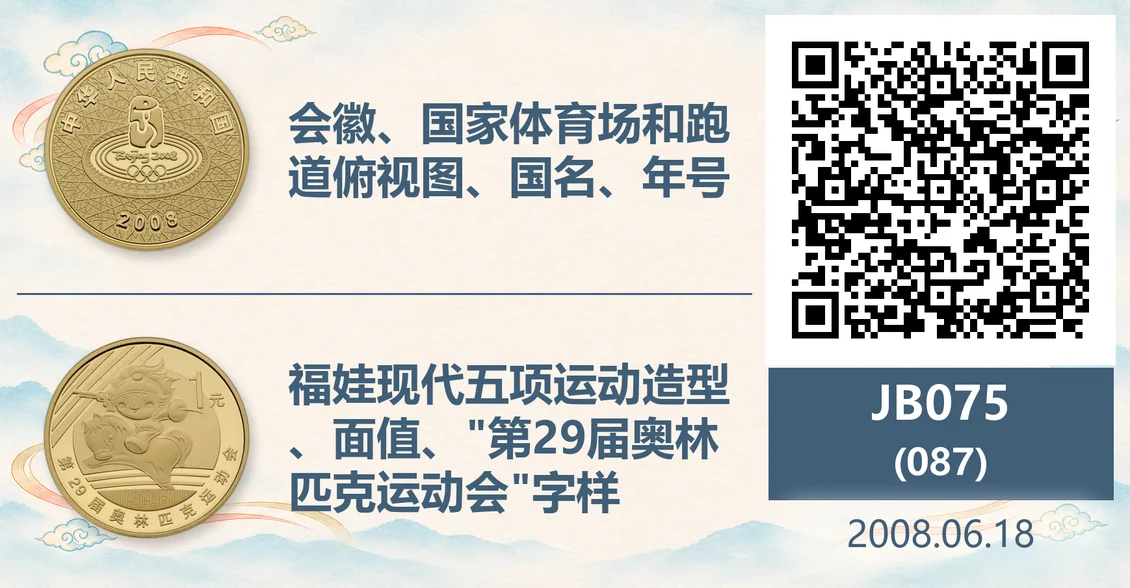 中华人民共和国
Beijing 2008
2008
会徽、国家体育场和跑
道俯视图、国名、年号
1元
第29届奥林匹克运动会
福娃现代五项运动造型
、面值、"第29届奥林
匹克运动会"字样
JB075
(087)
2008.06.18